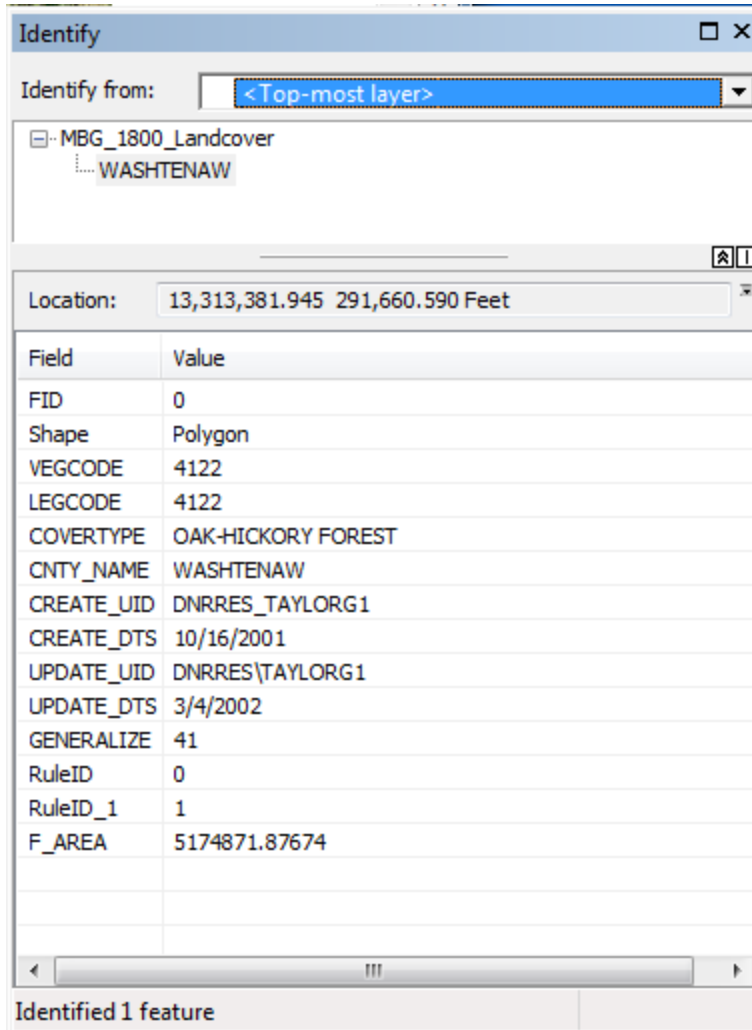 Identify
Identify from: <Top-most layer>
MBG_1800_Landcover
WASHTENAW
Location: 13,313,381.945 291,660.590 Feet
Field Value
FID 0
Shape Polygon
VEGCODE 4122
LEGCODE 4122
COVERTYPE OAK-HICKORY FOREST
CNTY_NAME WASHTENAW
CREATE_UID DNRRES_TAYLORG1
CREATE_DTS 10/16/2001
UPDATE_UID DNRRES\TAYLORG1
UPDATE_DTS 3/4/2002
GENERALIZE 41
RuleID 0
RuleID_1 1
F_AREA 5174871.87674
Identified 1 feature